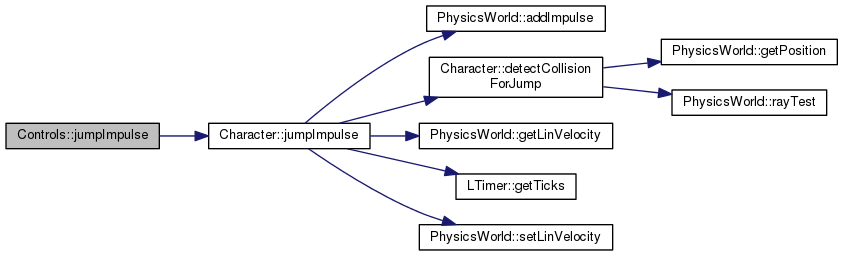 Controls::jumpImpulse
Character::jumpImpulse
PhysicsWorld::addImpulse
Character::detectCollision
ForJump
PhysicsWorld::getPosition
PhysicsWorld::rayTest
PhysicsWorld::getLinVelocity
LTimer::getTicks
PhysicsWorld::setLinVelocity